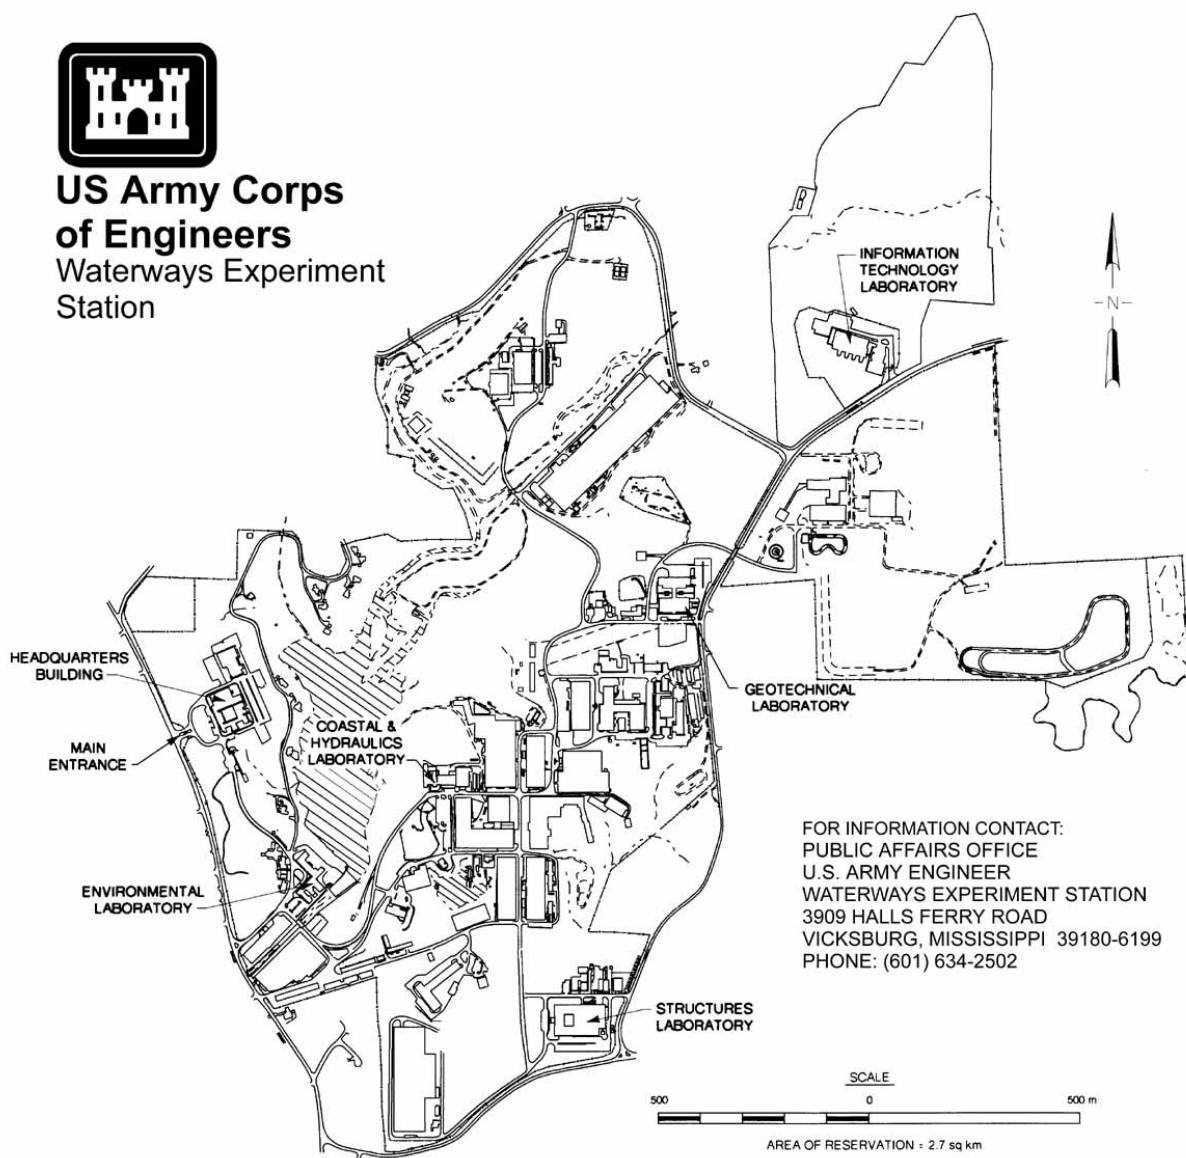 US Army Corps
of Engineers
Waterways Experiment
Station
INFORMATION
TECHNOLOGY
LABORATORY
N
HEADQUARTERS
BUILDING
MAIN
ENTRANCE
COASTAL &
HYDRAULICS
LABORATORY
GEOTECHNICAL
LABORATORY
ENVIRONMENTAL
LABORATORY
FOR INFORMATION CONTACT:
PUBLIC AFFAIRS OFFICE
U.S. ARMY ENGINEER
WATERWAYS EXPERIMENT STATION
3909 HALLS FERRY ROAD
VICKSBURG, MISSISSIPPI 39180-6199
PHONE: (601) 634-2502
STRUCTURES
LABORATORY
SCALE
500 0 500 m
AREA OF RESERVATION = 2.7 sq km